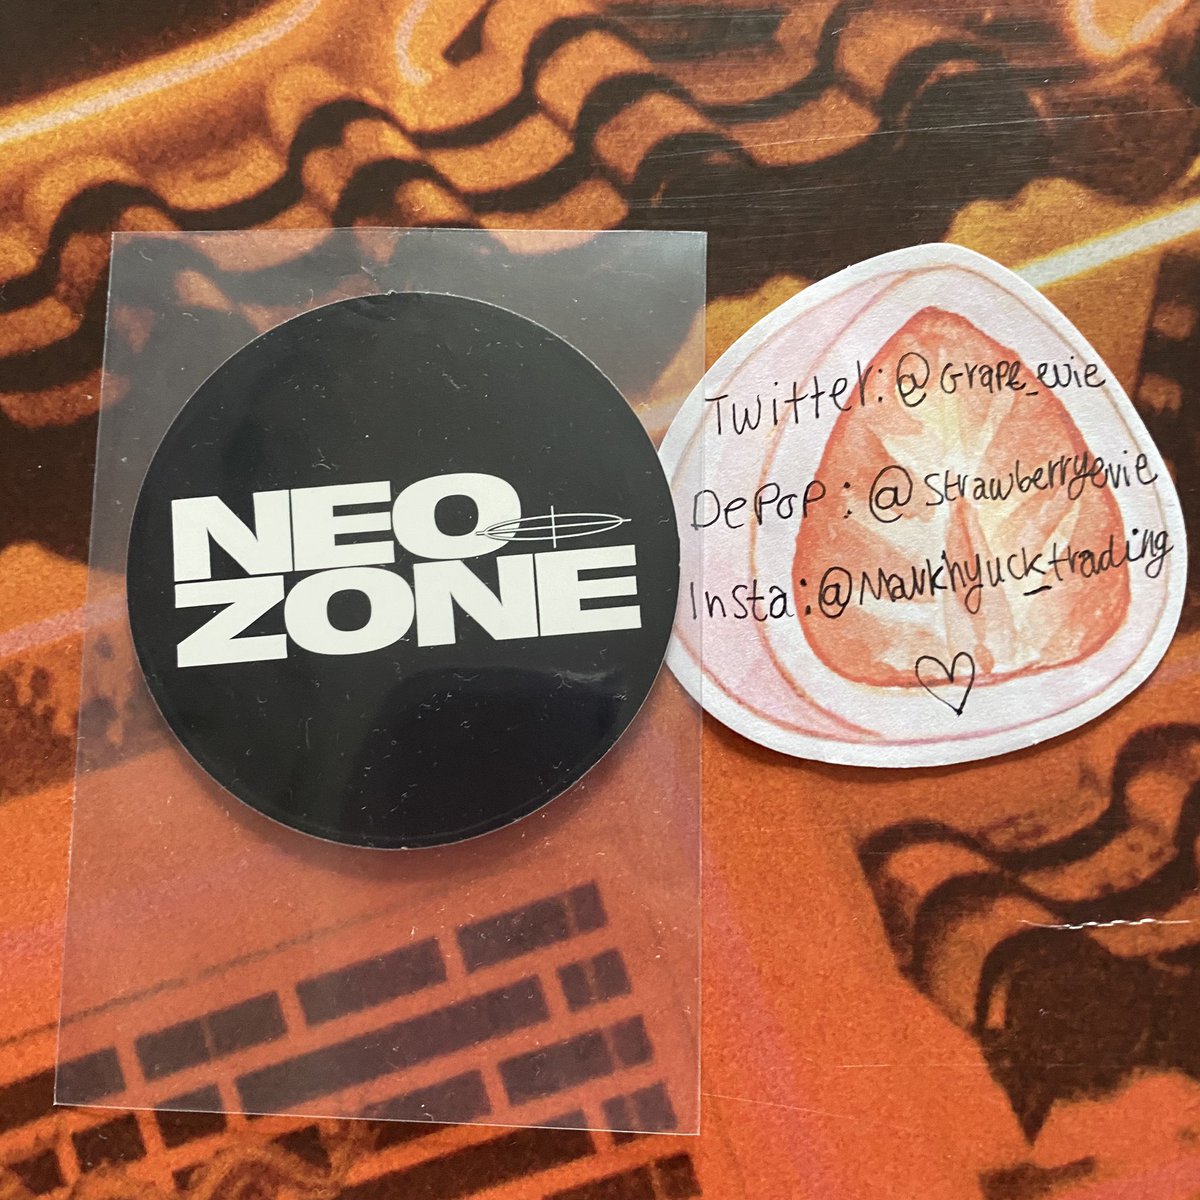 NEO
ZONE
Twitter: @Grape_evie
DePoP: @strawberryevie
Insta: @Markhyuck_trading